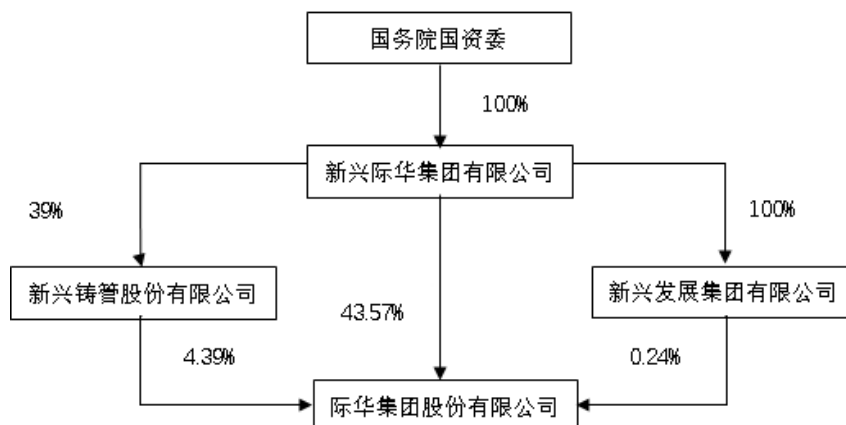 国务院国资委
100%
新兴际华集团有限公司
39%
100%
新兴铸管股份有限公司
43.57%
新兴发展集团有限公司
4.39%
0.24%
际华集团股份有限公司